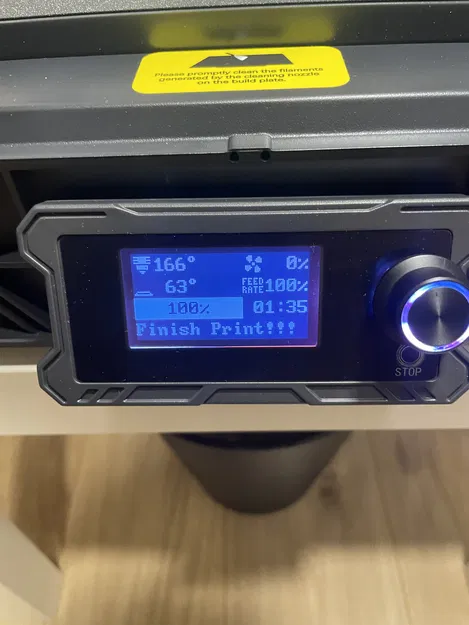 Please promptly clean the filaments
generated by the cleaning nozzle
on the build plate.
166° 0%
63° FEED RATE 100%
100% 01:35
Finish Print!!!
STOP